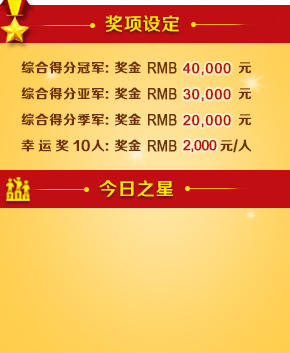 奖项设定
综合得分冠军: 奖金 RMB 40,000 元
综合得分亚军: 奖金 RMB 30,000 元
综合得分季军: 奖金 RMB 20,000 元
幸运奖10人: 奖金 RMB 2,000 元/人
今日之星